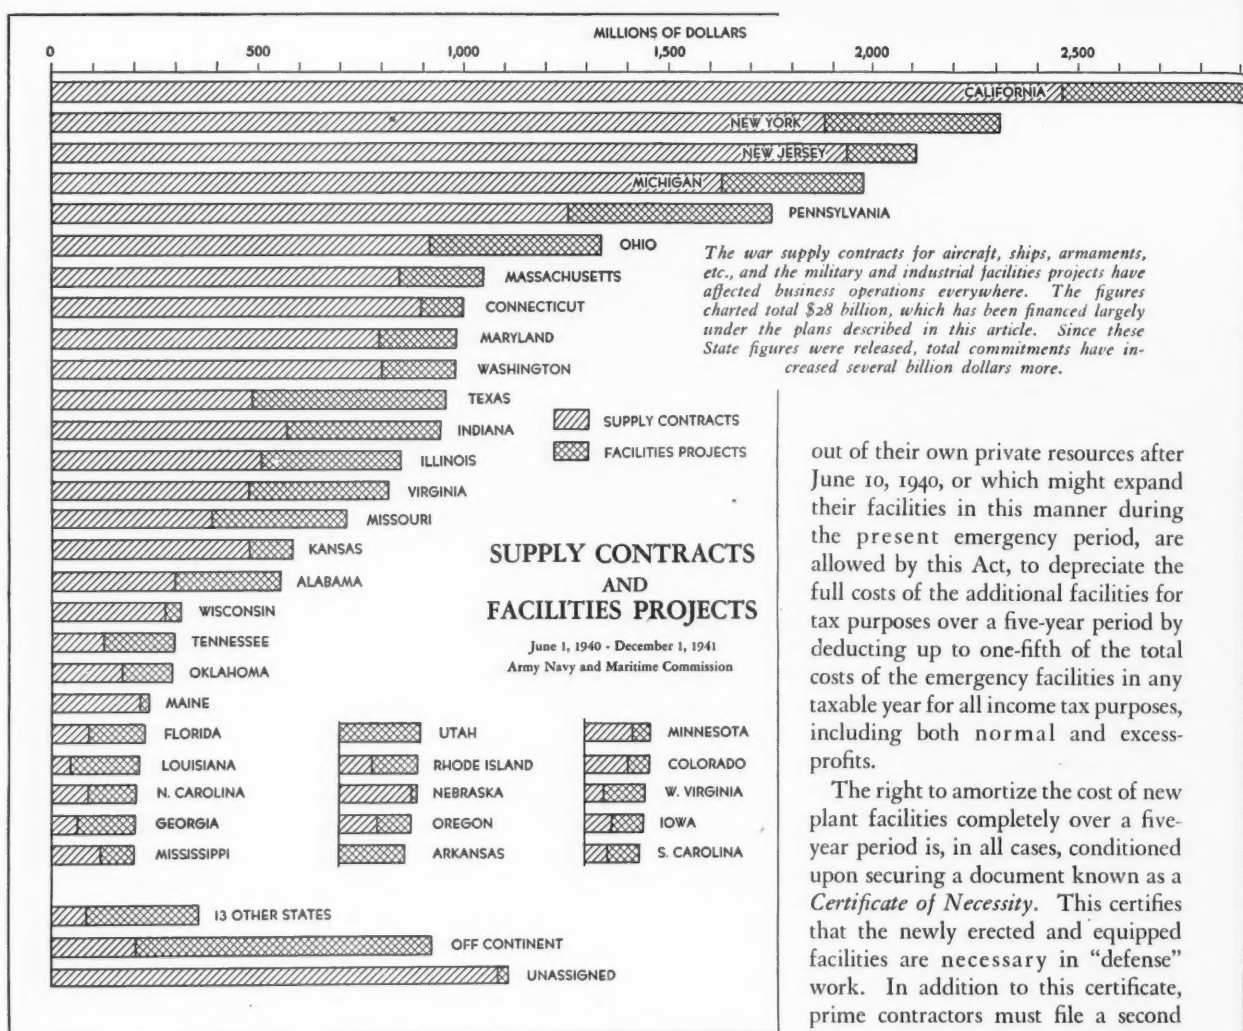 MILLIONS OF DOLLARS
0 500 1,000 1,500 2,000 2,500
CALIFORNIA
NEW YORK
NEW JERSEY
MICHIGAN
PENNSYLVANIA
OHIO
MASSACHUSETTS
CONNECTICUT
MARYLAND
WASHINGTON
TEXAS
INDIANA
ILLINOIS
VIRGINIA
MISSOURI
KANSAS
ALABAMA
WISCONSIN
TENNESSEE
OKLAHOMA
MAINE
FLORIDA
LOUISIANA
N. CAROLINA
GEORGIA
MISSISSIPPI
UTAH
RHODE ISLAND
NEBRASKA
OREGON
ARKANSAS
MINNESOTA
COLORADO
W. VIRGINIA
IOWA
S. CAROLINA
13 OTHER STATES
OFF CONTINENT
UNASSIGNED
The war supply contracts for aircraft, ships, armaments,
etc., and the military and industrial facilities projects have
affected business operations everywhere. The figures
charted total $28 billion, which has been financed largely
under the plans described in this article. Since these
State figures were released, total commitments have in-
creased several billion dollars more.
SUPPLY CONTRACTS
FACILITIES PROJECTS
SUPPLY CONTRACTS
AND
FACILITIES PROJECTS
June 1, 1940 - December 1, 1941
Army Navy and Maritime Commission
out of their own private resources after
June 10, 1940, or which might expand
their facilities in this manner during
the present emergency period, are
allowed by this Act, to depreciate the
full costs of the additional facilities for
tax purposes over a five-year period by
deducting up to one-fifth of the total
costs of the emergency facilities in any
taxable year for all income tax purposes,
including both normal and excess-
profits.
The right to amortize the cost of new
plant facilities completely over a five-
year period is, in all cases, conditioned
upon securing a document known as a
Certificate of Necessity. This certifies
that the newly erected and equipped
facilities are necessary in "defense"
work. In addition to this certificate,
prime contractors must file a second